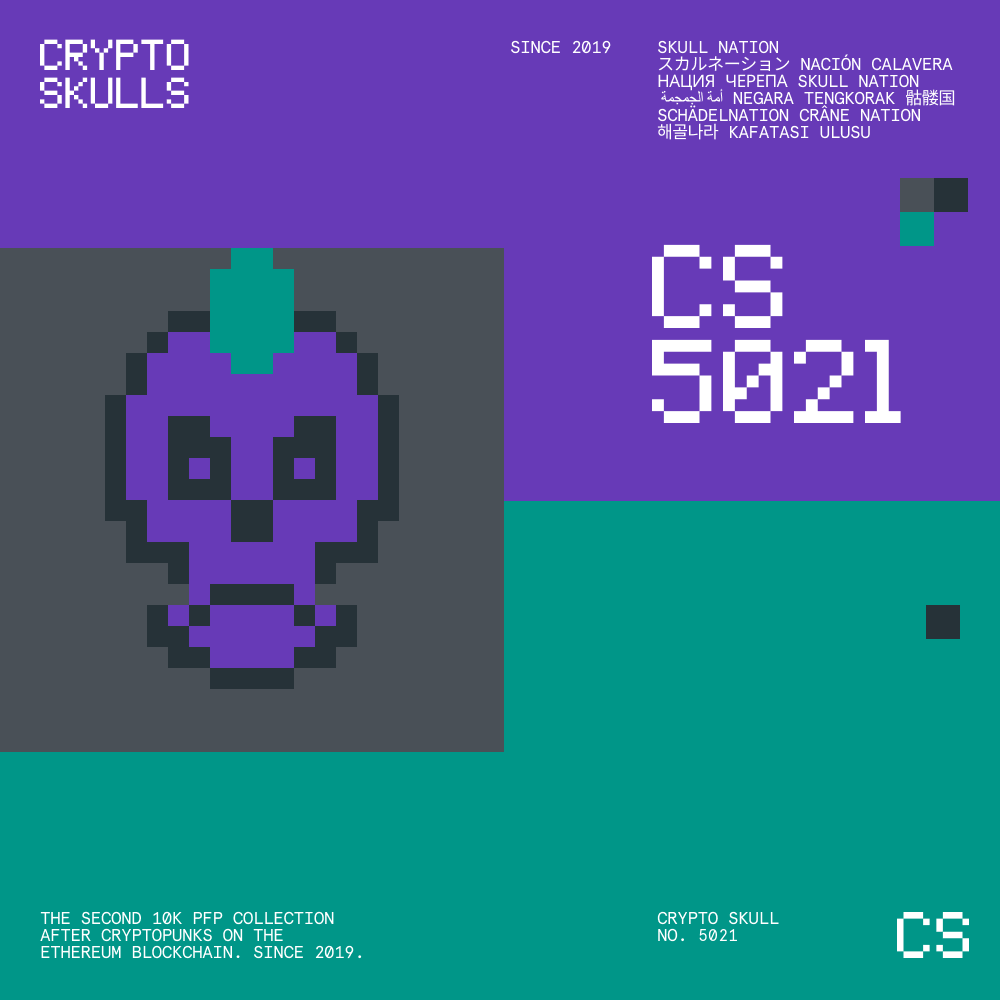 CRYPTO
SKULLS
SINCE 2019
SKULL NATION
スカルネーション NACIÓN CALAVERA
НАЦИЯ ЧЕРЕПА SKULL NATION
أمة الجمجمة NEGARA TENGKORAK 骷髅国
SCHÄDELNATION CRÂNE NATION
해골나라 KAFATASI ULUSU
CS
5021
THE SECOND 10K PFP COLLECTION
AFTER CRYPTOPUNKS ON THE
ETHEREUM BLOCKCHAIN. SINCE 2019.
CRYPTO SKULL
NO. 5021
CS